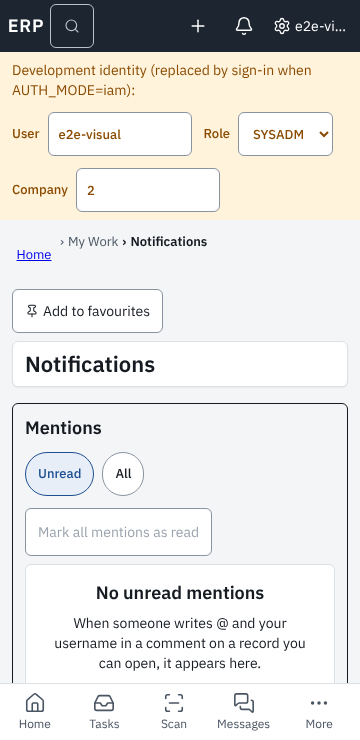 ERP
e2e-vi...
Development identity (replaced by sign-in when
AUTH_MODE=iam):
User
e2e-visual
Role
SYSADM
Company
2
Home › My Work › Notifications
Add to favourites
Notifications
Mentions
Unread
All
Mark all mentions as read
No unread mentions
When someone writes @ and your
username in a comment on a record you
can open, it appears here.
Home
Tasks
Scan
Messages
More